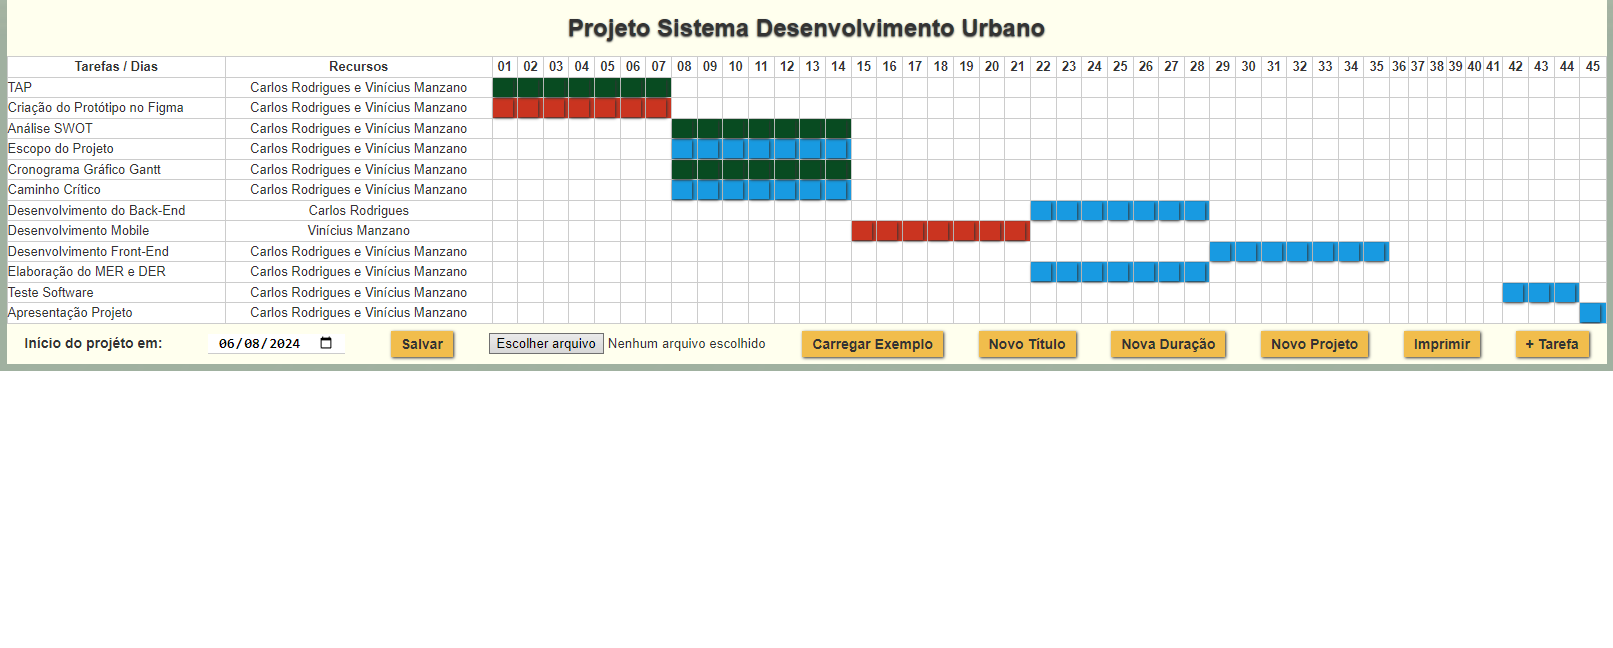 Projeto Sistema Desenvolvimento Urbano
Tarefas / Dias Recursos 01 02 03 04 05 06 07 08 09 10 11 12 13 14 15 16 17 18 19 20 21 22 23 24 25 26 27 28 29 30 31 32 33 34 35 36 37 38 39 40 41 42 43 44 45
TAP Carlos Rodrigues e Vinícius Manzano
Criação do Protótipo no Figma Carlos Rodrigues e Vinícius Manzano
Análise SWOT Carlos Rodrigues e Vinícius Manzano
Escopo do Projeto Carlos Rodrigues e Vinícius Manzano
Cronograma Gráfico Gantt Carlos Rodrigues e Vinícius Manzano
Caminho Crítico Carlos Rodrigues e Vinícius Manzano
Desenvolvimento do Back-End Carlos Rodrigues
Desenvolvimento Mobile Vinícius Manzano
Desenvolvimento Front-End Carlos Rodrigues e Vinícius Manzano
Elaboração do MER e DER Carlos Rodrigues e Vinícius Manzano
Teste Software Carlos Rodrigues e Vinícius Manzano
Apresentação Projeto Carlos Rodrigues e Vinícius Manzano
Início do projéto em: 06/08/2024 Salvar Escolher arquivo Nenhum arquivo escolhido Carregar Exemplo Novo Título Nova Duração Novo Projeto Imprimir + Tarefa